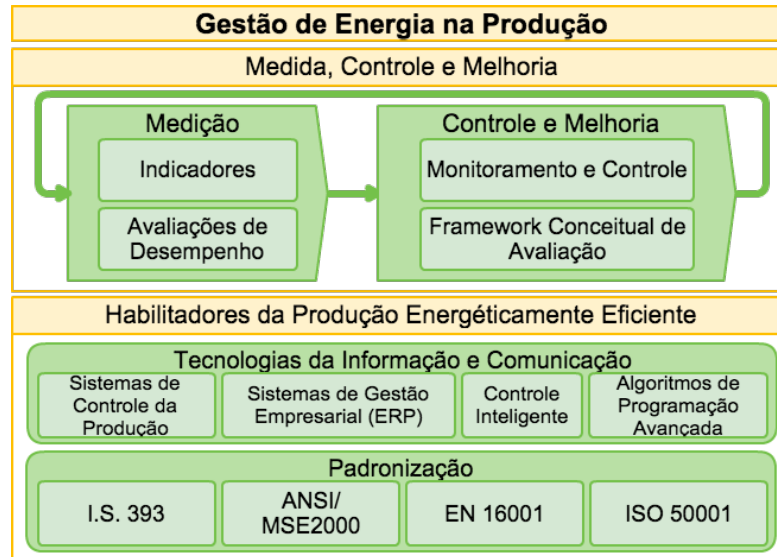 Gestão de Energia na Produção
Medida, Controle e Melhoria
Medição
Indicadores
Avaliações de
Desempenho
Controle e Melhoria
Monitoramento e Controle
Framework Conceitual de
Avaliação
Habilitadores da Produção Energéticamente Eficiente
Tecnologias da Informação e Comunicação
Sistemas de
Controle da
Produção
Sistemas de Gestão
Empresarial (ERP)
Controle
Inteligente
Algoritmos de
Programação
Avançada
Padronização
I.S. 393
ANSI/
MSE2000
EN 16001
ISO 50001